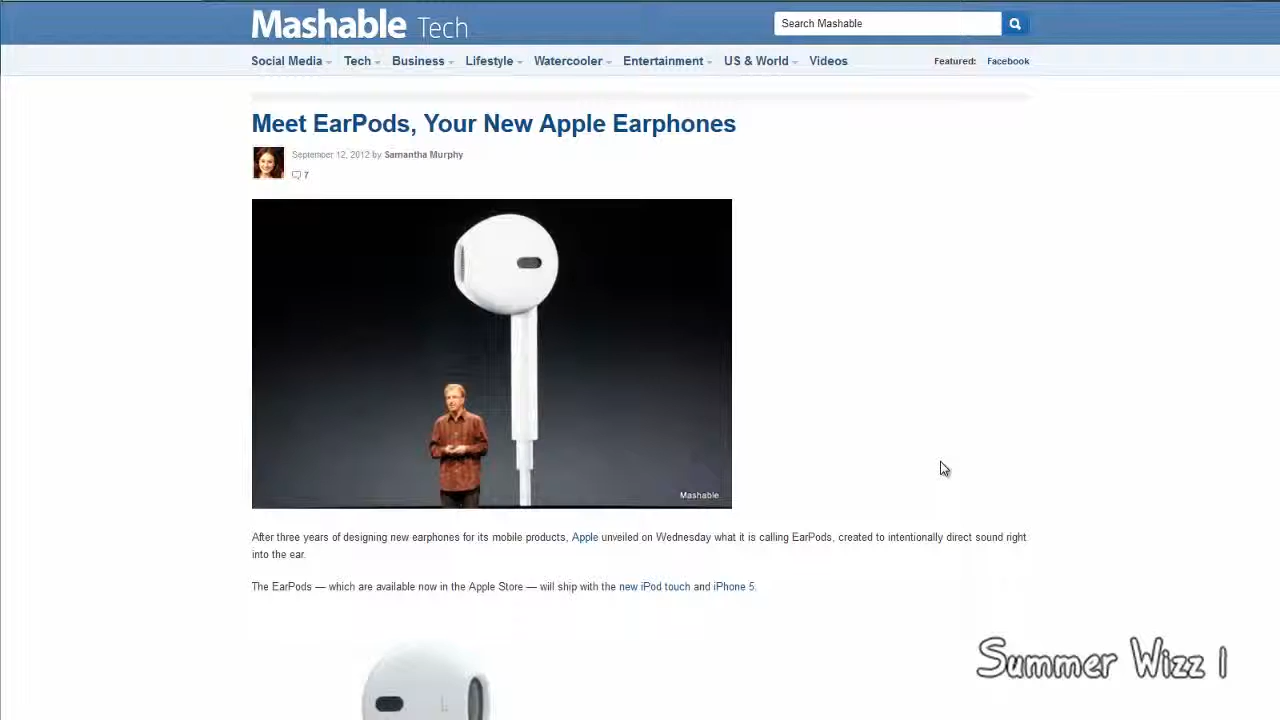 Mashable Tech
Search Mashable
Social Media Tech Business Lifestyle Watercooler Entertainment US & World Videos Featured: Facebook
Meet EarPods, Your New Apple Earphones
September 12, 2012 by Samantha Murphy
7
Mashable
After three years of designing new earphones for its mobile products, Apple unveiled on Wednesday what it is calling EarPods, created to intentionally direct sound right
into the ear.
The EarPods — which are available now in the Apple Store — will ship with the new iPod touch and iPhone 5.
L
Summer Wizz 1